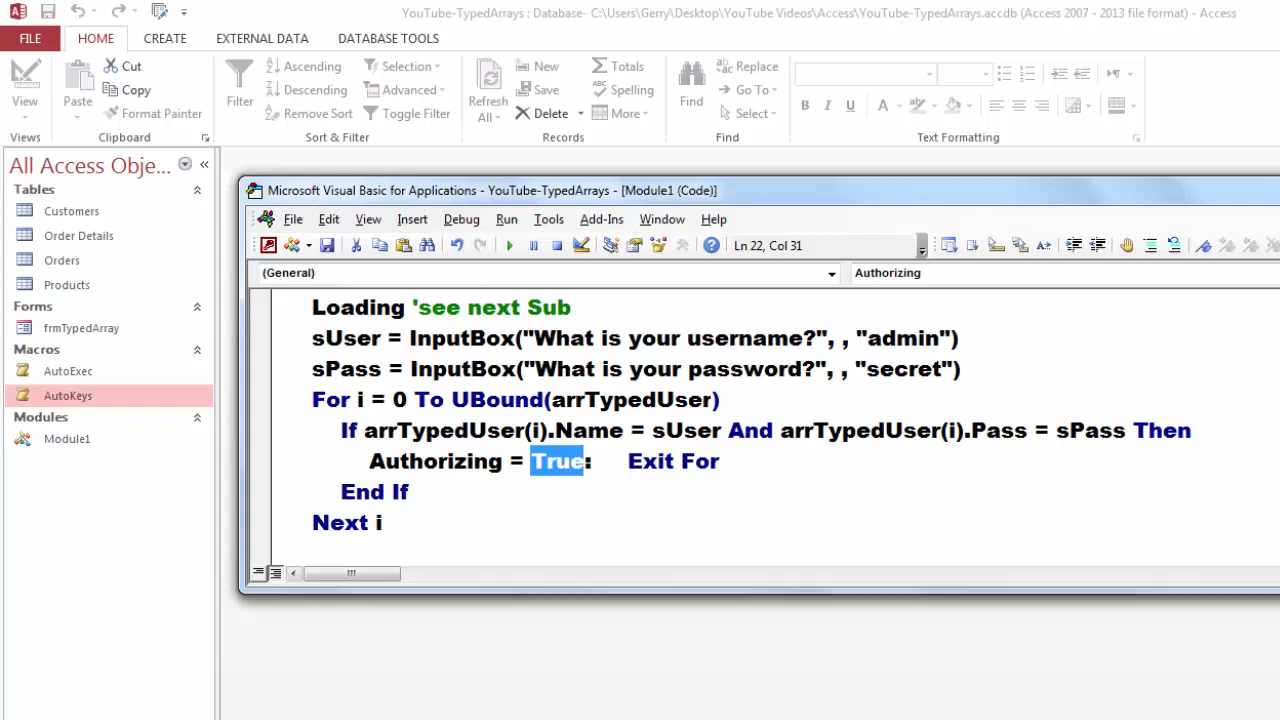 YouTube-TypedArrays : Database- C:\Users\Gerry\Desktop\YouTube Videos\Access\YouTube-TypedArrays.accdb (Access 2007 - 2013 file format) - Access
FILE HOME CREATE EXTERNAL DATA DATABASE TOOLS
View
Views
Paste
Cut
Copy
Format Painter
Clipboard
Filter
Ascending
Descending
Remove Sort
Selection
Advanced
Toggle Filter
Sort & Filter
Refresh
All
New
Save
Delete
Totals
Spelling
More
Records
Find
Replace
Go To
Select
Find
B I U A
Text Formatting
All Access Obje...
Tables
Customers
Order Details
Orders
Products
Forms
frmTypedArray
Macros
AutoExec
AutoKeys
Modules
Module1
Microsoft Visual Basic for Applications - YouTube-TypedArrays - [Module1 (Code)]
File Edit View Insert Debug Run Tools Add-Ins Window Help
Ln 22, Col 31
(General) Authorizing
Loading 'see next Sub
sUser = InputBox("What is your username?", , "admin")
sPass = InputBox("What is your password?", , "secret")
For i = 0 To UBound(arrTypedUser)
If arrTypedUser(i).Name = sUser And arrTypedUser(i).Pass = sPass Then
Authorizing = True: Exit For
End If
Next i